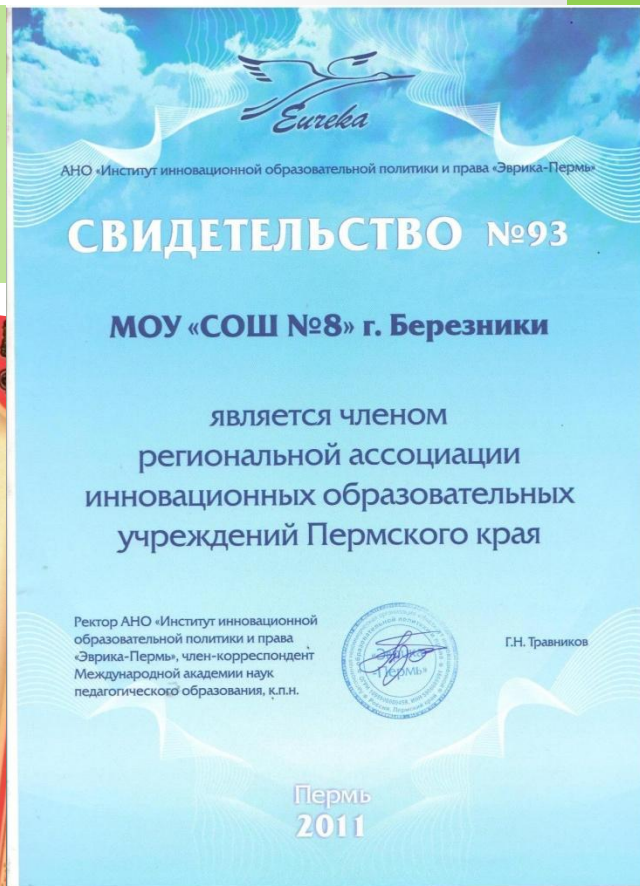 Eureka
АНО «Институт инновационной образовательной политики и права «Эврика-Пермь»
СВИДЕТЕЛЬСТВО №93
МОУ «СОШ №8» г. Березники
является членом
региональной ассоциации
инновационных образовательных
учреждений Пермского края
Ректор АНО «Институт инновационной
образовательной политики и права
«Эврика-Пермь», член-корреспондент
Международной академии наук
педагогического образования, к.п.н.
«Эврика-
Пермь»
Г.Н. Травников
Пермь
2011